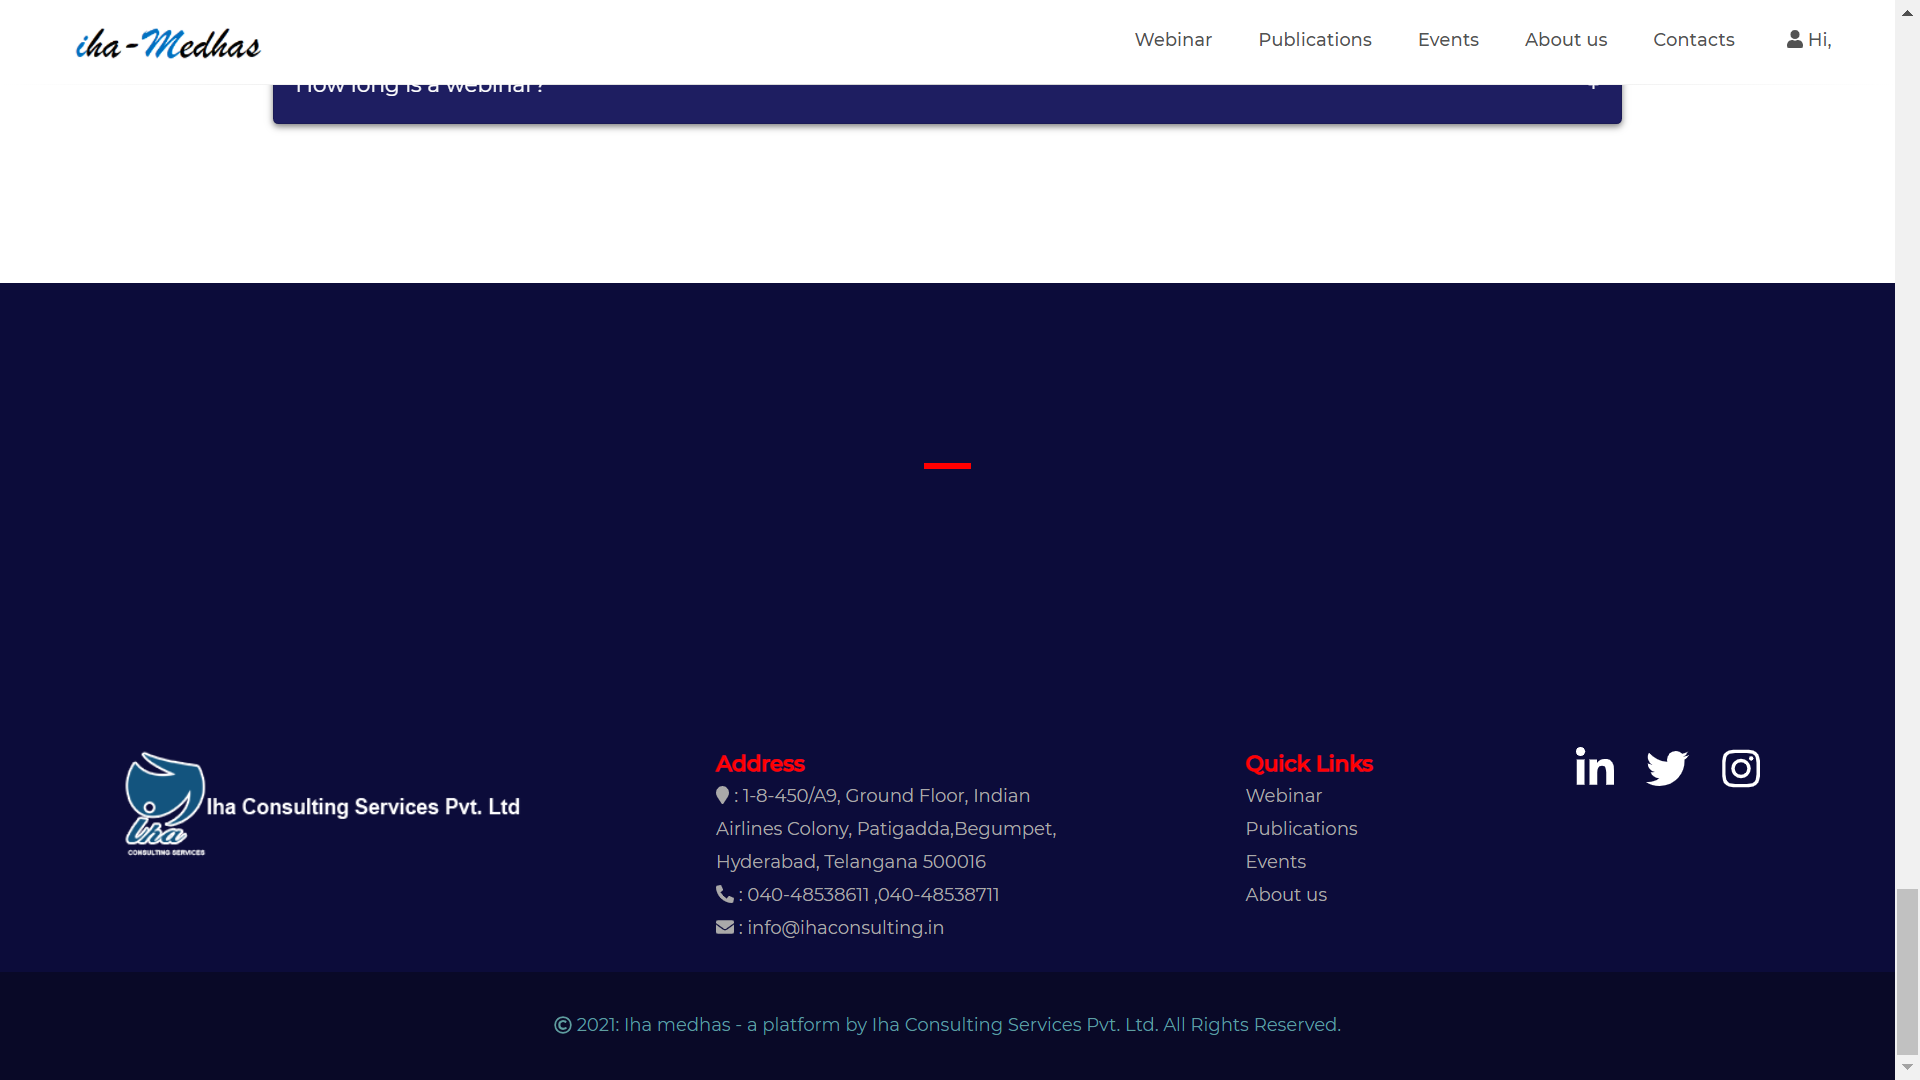 iha-Medhas
Webinar
Publications
Events
About us
Contacts
Hi,
How long is a webinar?
Iha Consulting Services Pvt. Ltd
Iha
CONSULTING SERVICES
Address
: 1-8-450/A9, Ground Floor, Indian
Airlines Colony, Patigadda,Begumpet,
Hyderabad, Telangana 500016
: 040-48538611 ,040-48538711
: info@ihaconsulting.in
Quick Links
Webinar
Publications
Events
About us
© 2021: Iha medhas - a platform by Iha Consulting Services Pvt. Ltd. All Rights Reserved.